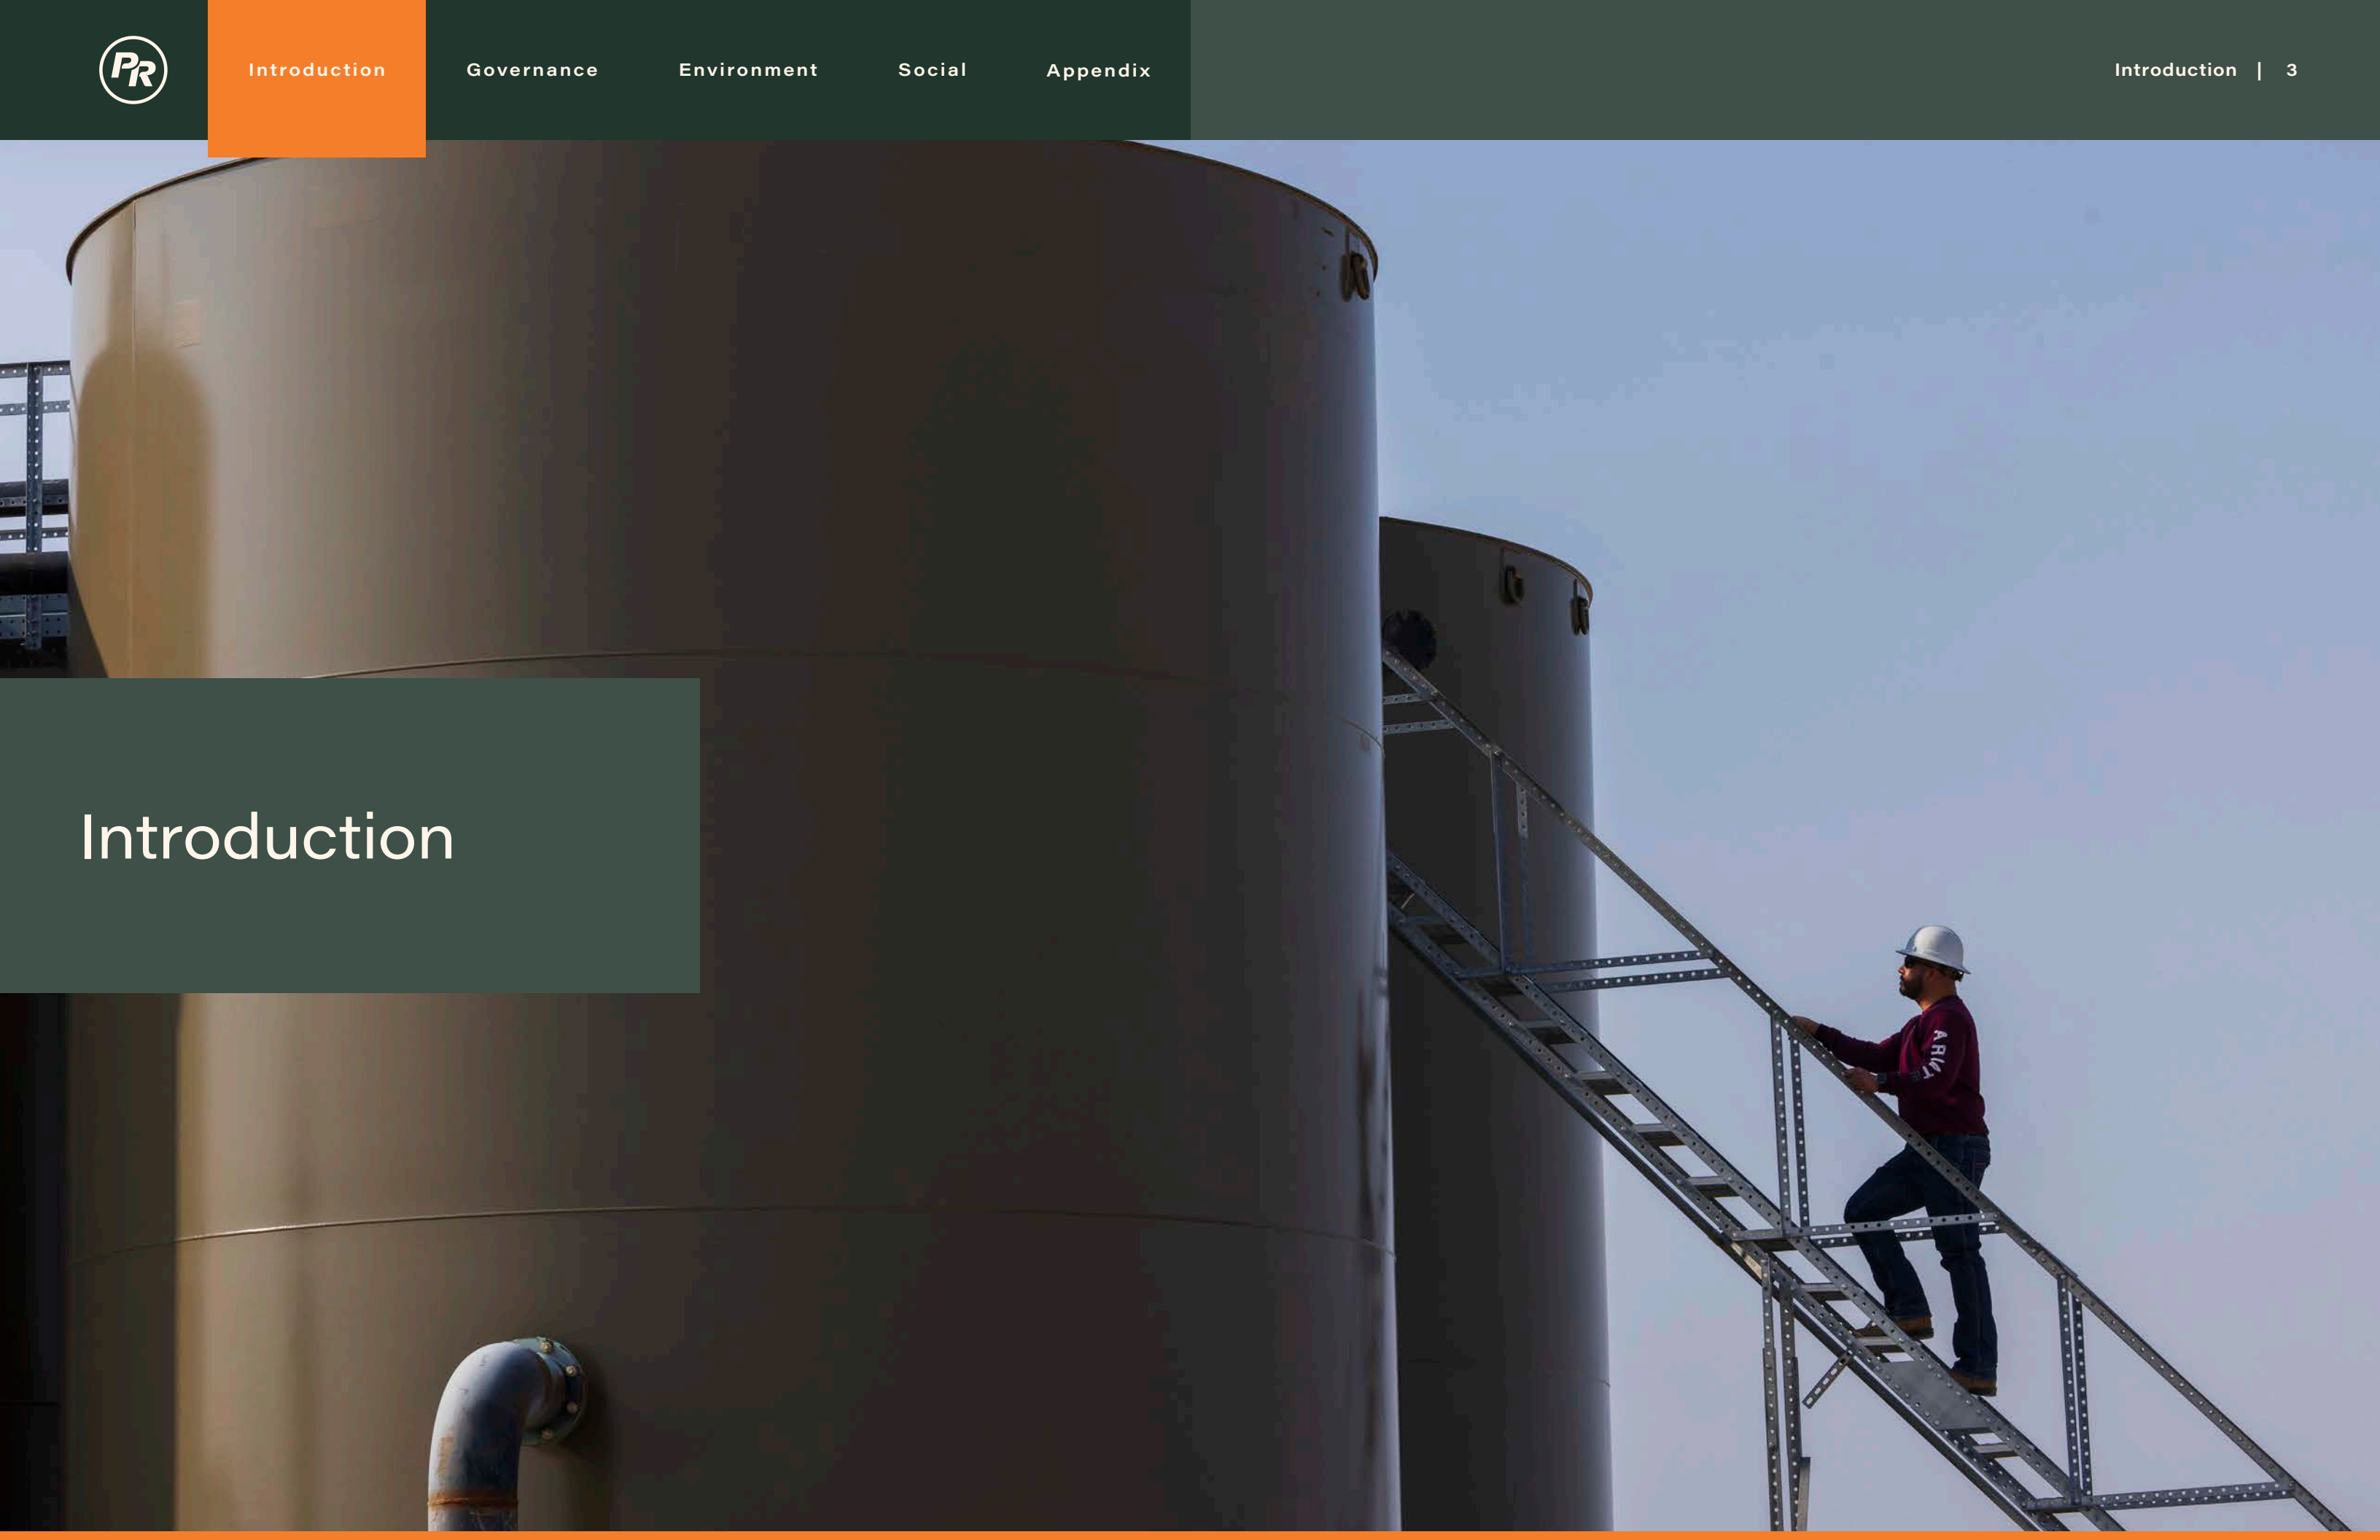 PR
Introduction
Governance
Environment
Social
Appendix
Introduction | 3
Introduction